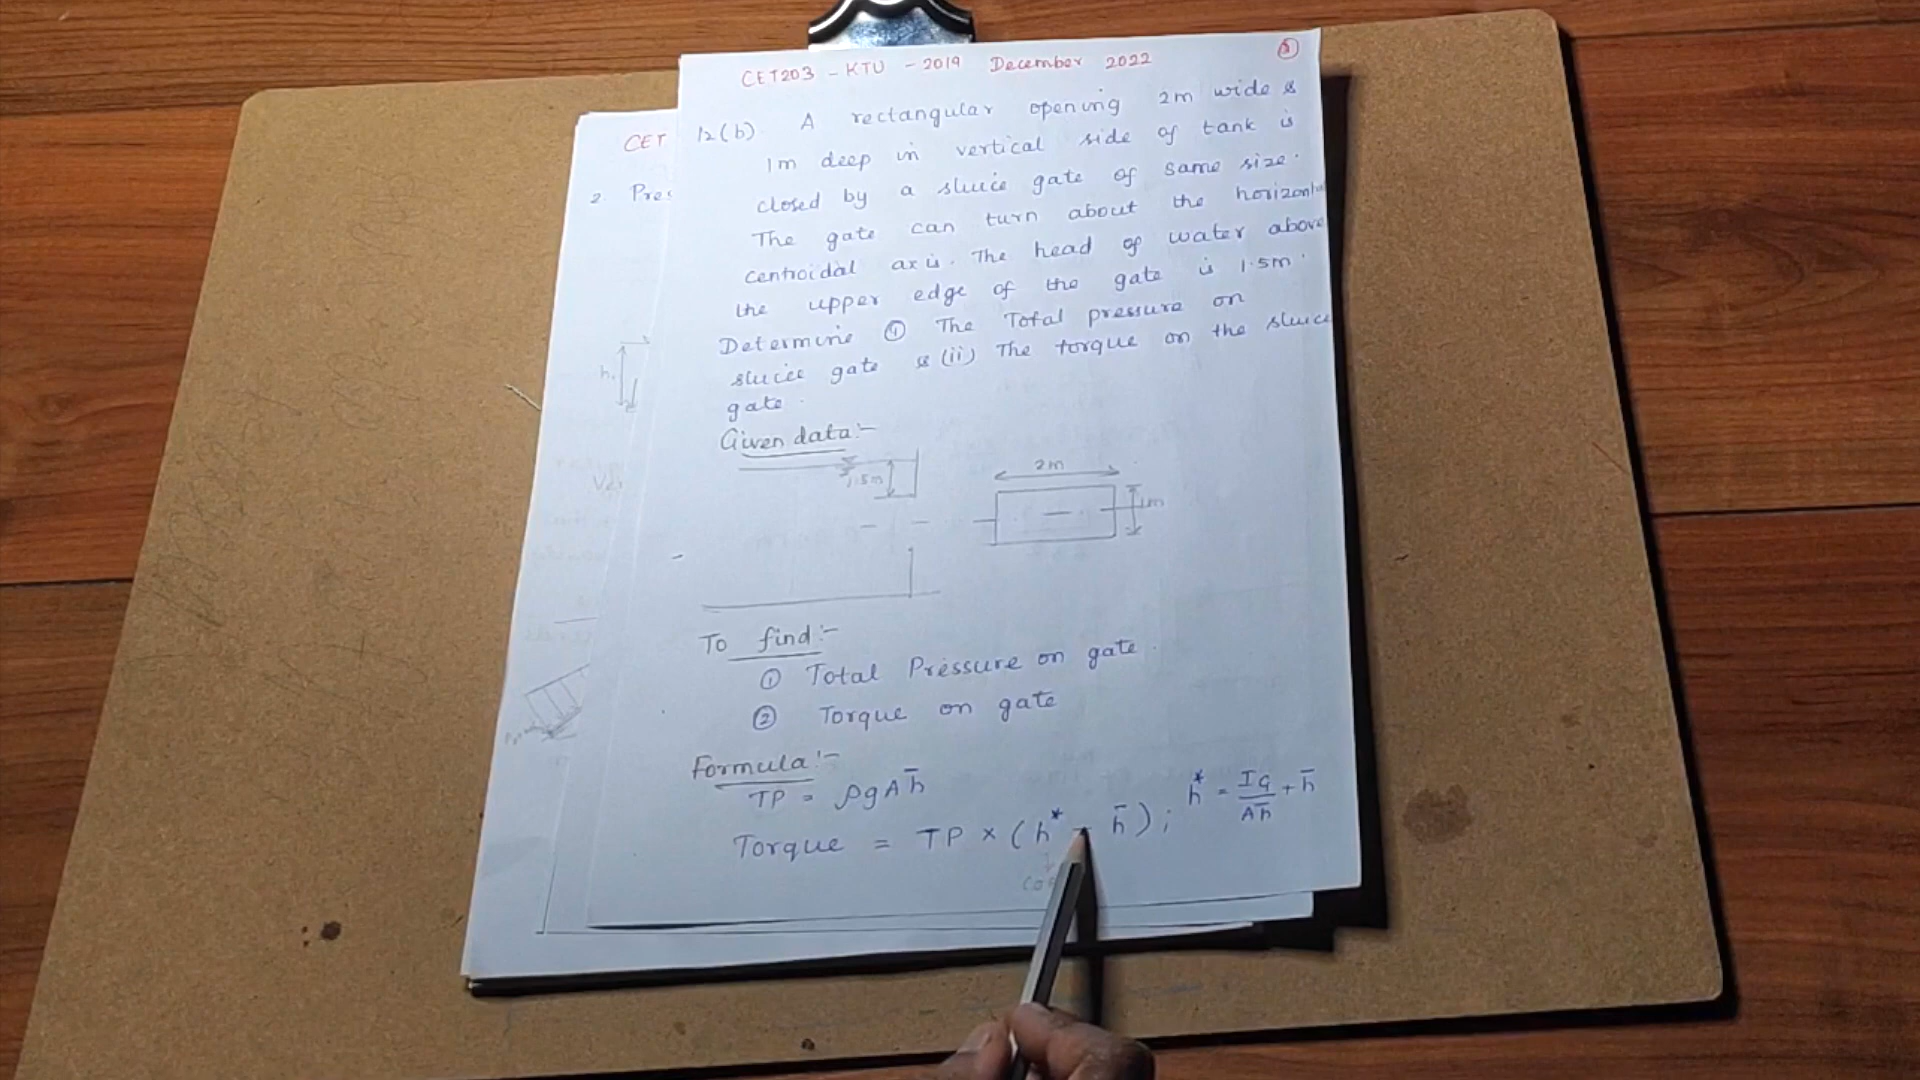 CET203 - KTU - 2019 December 2022
12(b) A rectangular opening 2m wide &
1m deep in vertical side of tank is
closed by a sluice gate of same size.
The gate can turn about the horizontal
centroidal axis. The head of water above
the upper edge of the gate is 1.5m.
Determine ① The Total pressure on
sluice gate & (ii) The torque on the sluice
gate.
Given data:-
1.5m
2m
1m
To find:-
① Total Pressure on gate.
② Torque on gate
Formula:-
TP = ρgAh̄
Torque = TP × (h* - h̄); h* = IG/Ah̄ + h̄
CET
2 Pres
h